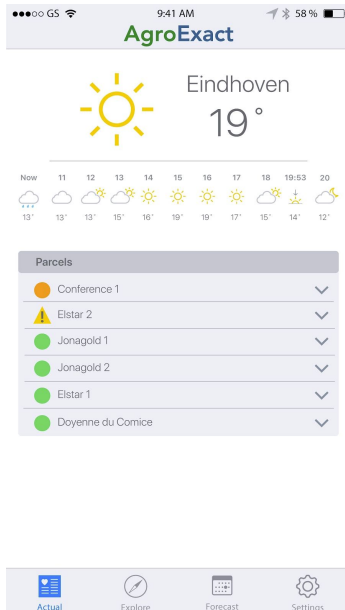 GS 9:41 AM 58 %
AgroExact
Eindhoven
19°
Now 11 12 13 14 15 16 17 18 19:53 20
13° 13° 13° 15° 16° 19° 19° 17° 15° 14° 12°
Parcels
Conference 1
Elstar 2
Jonagold 1
Jonagold 2
Elstar 1
Doyenne du Comice
Actual Explore Forecast Settings